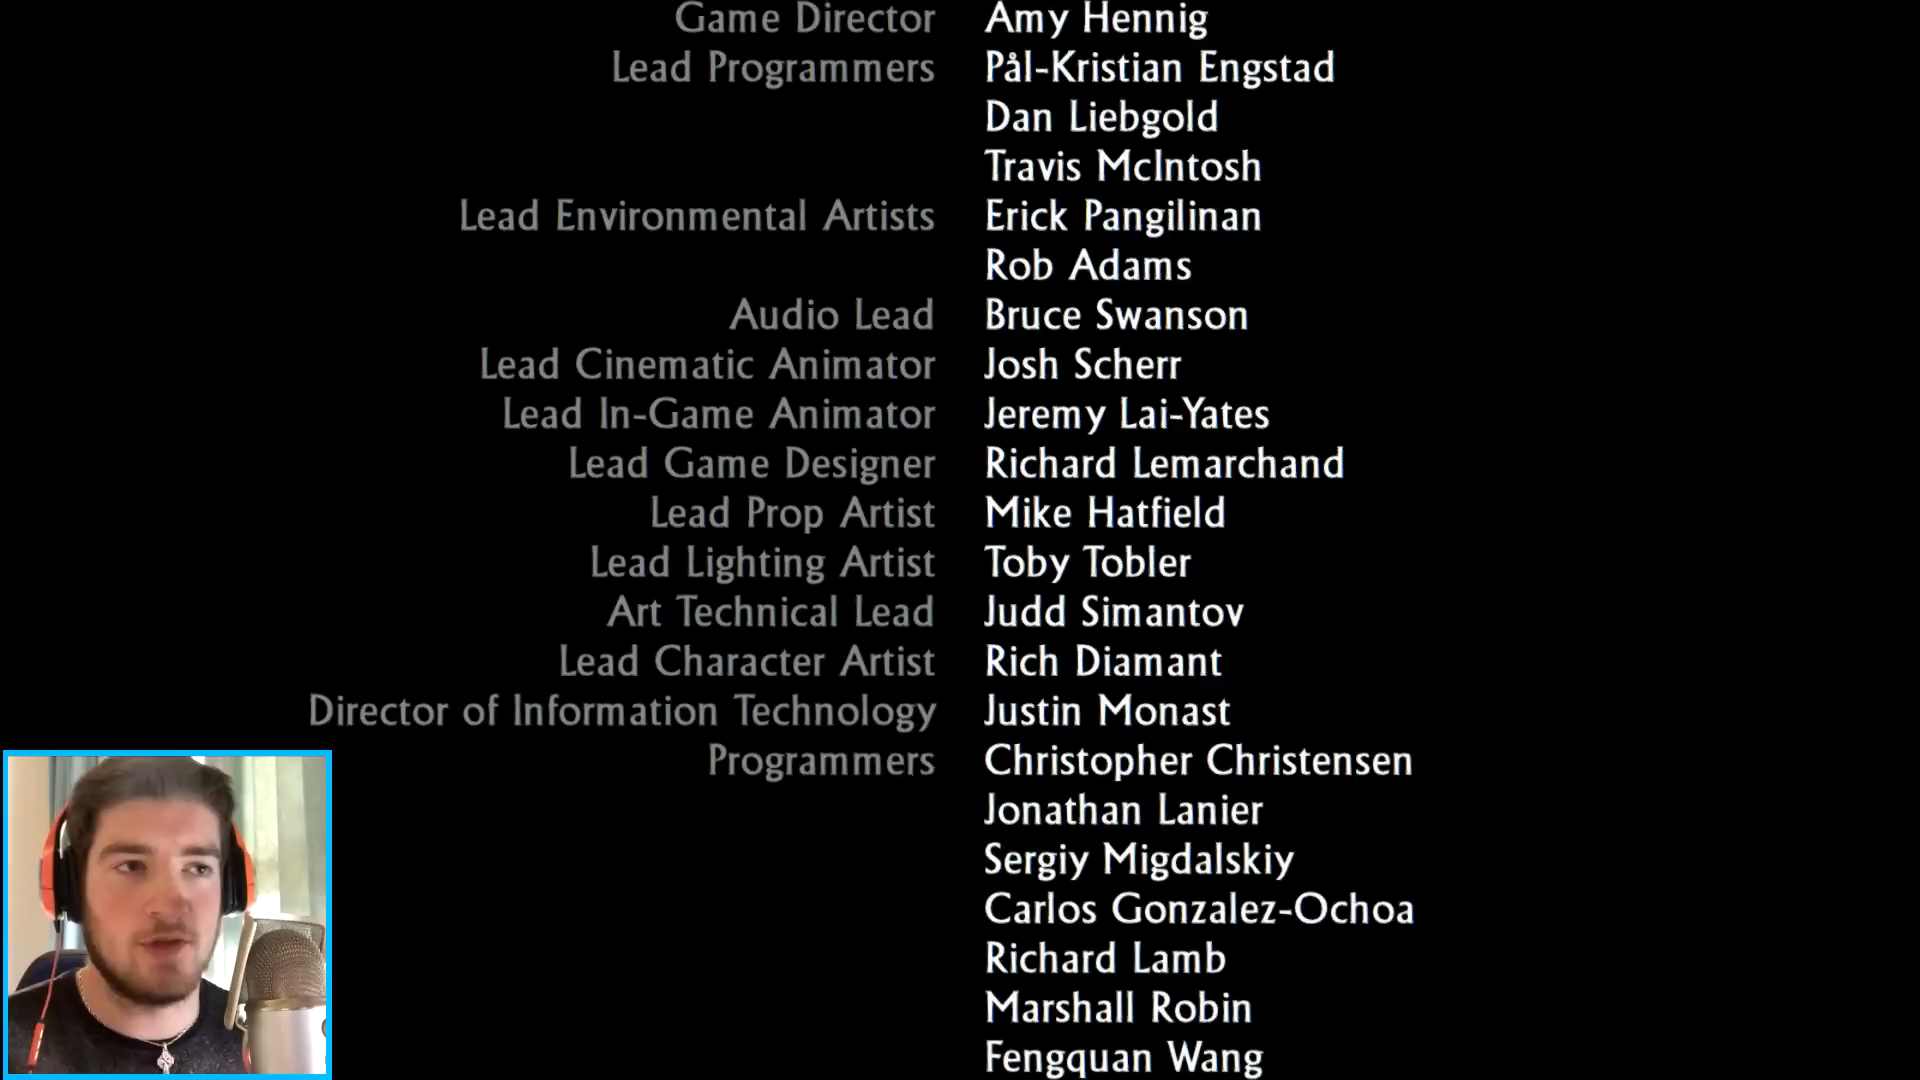 Game Director Amy Hennig
Lead Programmers Pål-Kristian Engstad
Dan Liebgold
Travis McIntosh
Lead Environmental Artists Erick Pangilinan
Rob Adams
Audio Lead Bruce Swanson
Lead Cinematic Animator Josh Scherr
Lead In-Game Animator Jeremy Lai-Yates
Lead Game Designer Richard Lemarchand
Lead Prop Artist Mike Hatfield
Lead Lighting Artist Toby Tobler
Art Technical Lead Judd Simantov
Lead Character Artist Rich Diamant
Director of Information Technology Justin Monast
Programmers Christopher Christensen
Jonathan Lanier
Sergiy Migdalskiy
Carlos Gonzalez-Ochoa
Richard Lamb
Marshall Robin
Fengquan Wang